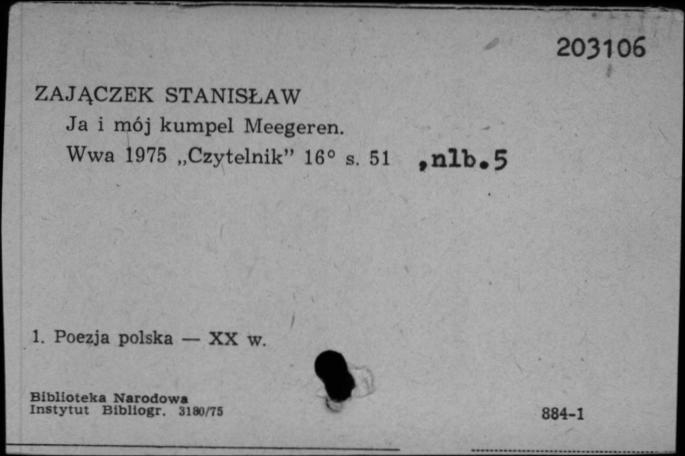 203106
ZAJĄCZEK STANISŁAW
Ja i mój kumpel Meegeren.
Wwa 1975 „Czytelnik” 16° s. 51 ,nlb.5
1. Poezja polska — XX w.
Biblioteka Narodowa
Instytut Bibliogr. 3180/75
884-1